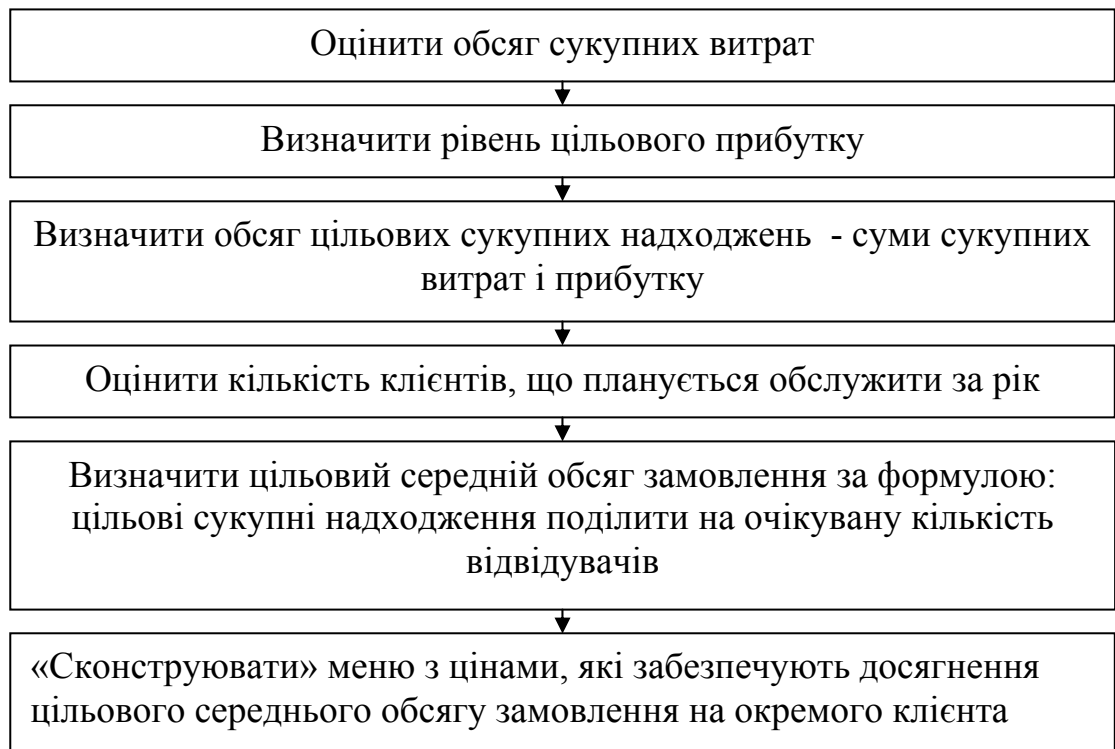 Оцінити обсяг сукупних витрат
Визначити рівень цільового прибутку
Визначити обсяг цільових сукупних надходжень - суми сукупних
витрат і прибутку
Оцінити кількість клієнтів, що планується обслужити за рік
Визначити цільовий середній обсяг замовлення за формулою:
цільові сукупні надходження поділити на очікувану кількість
відвідувачів
«Сконструювати» меню з цінами, які забезпечують досягнення
цільового середнього обсягу замовлення на окремого клієнта